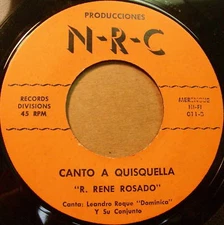 PRODUCCIONES
N-R-C
RECORDS
DIVISIONS
45 RPM
CANTO A QUISQUELLA
"R. RENE ROSADO"
Canta: Leandro Roque "Dominica"
Y Su Conjunto